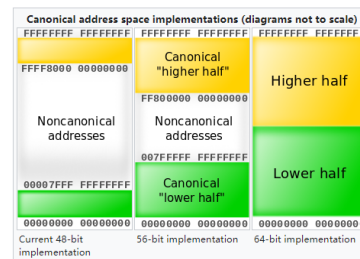 Canonical address space implementations (diagrams not to scale)
FFFFFFFF FFFFFFFF
FFFF8000 00000000
Noncanonical
addresses
00007FFF FFFFFFFF
00000000 00000000
Current 48-bit
implementation
FFFFFFFF FFFFFFFF
Canonical
"higher half"
FF800000 00000000
Noncanonical
addresses
007FFFFF FFFFFFFF
Canonical
"lower half"
00000000 00000000
56-bit implementation
FFFFFFFF FFFFFFFF
Higher half
Lower half
00000000 00000000
64-bit implementation